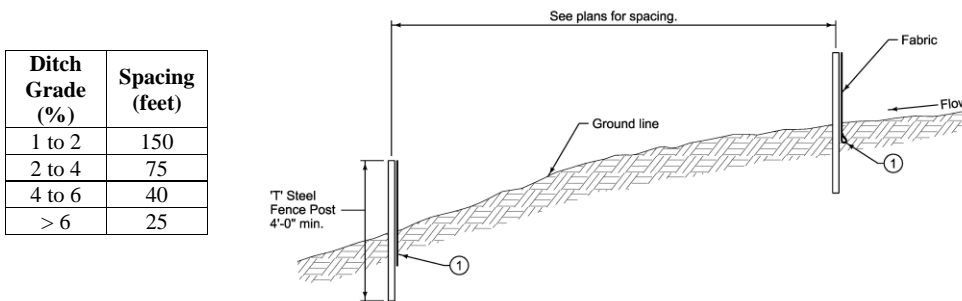 Ditch
Grade
(%)
Spacing
(feet)
1 to 2 150
2 to 4 75
4 to 6 40
> 6 25
See plans for spacing.
Fabric
Ground line
1
'T' Steel
Fence Post
4'-0" min.
1